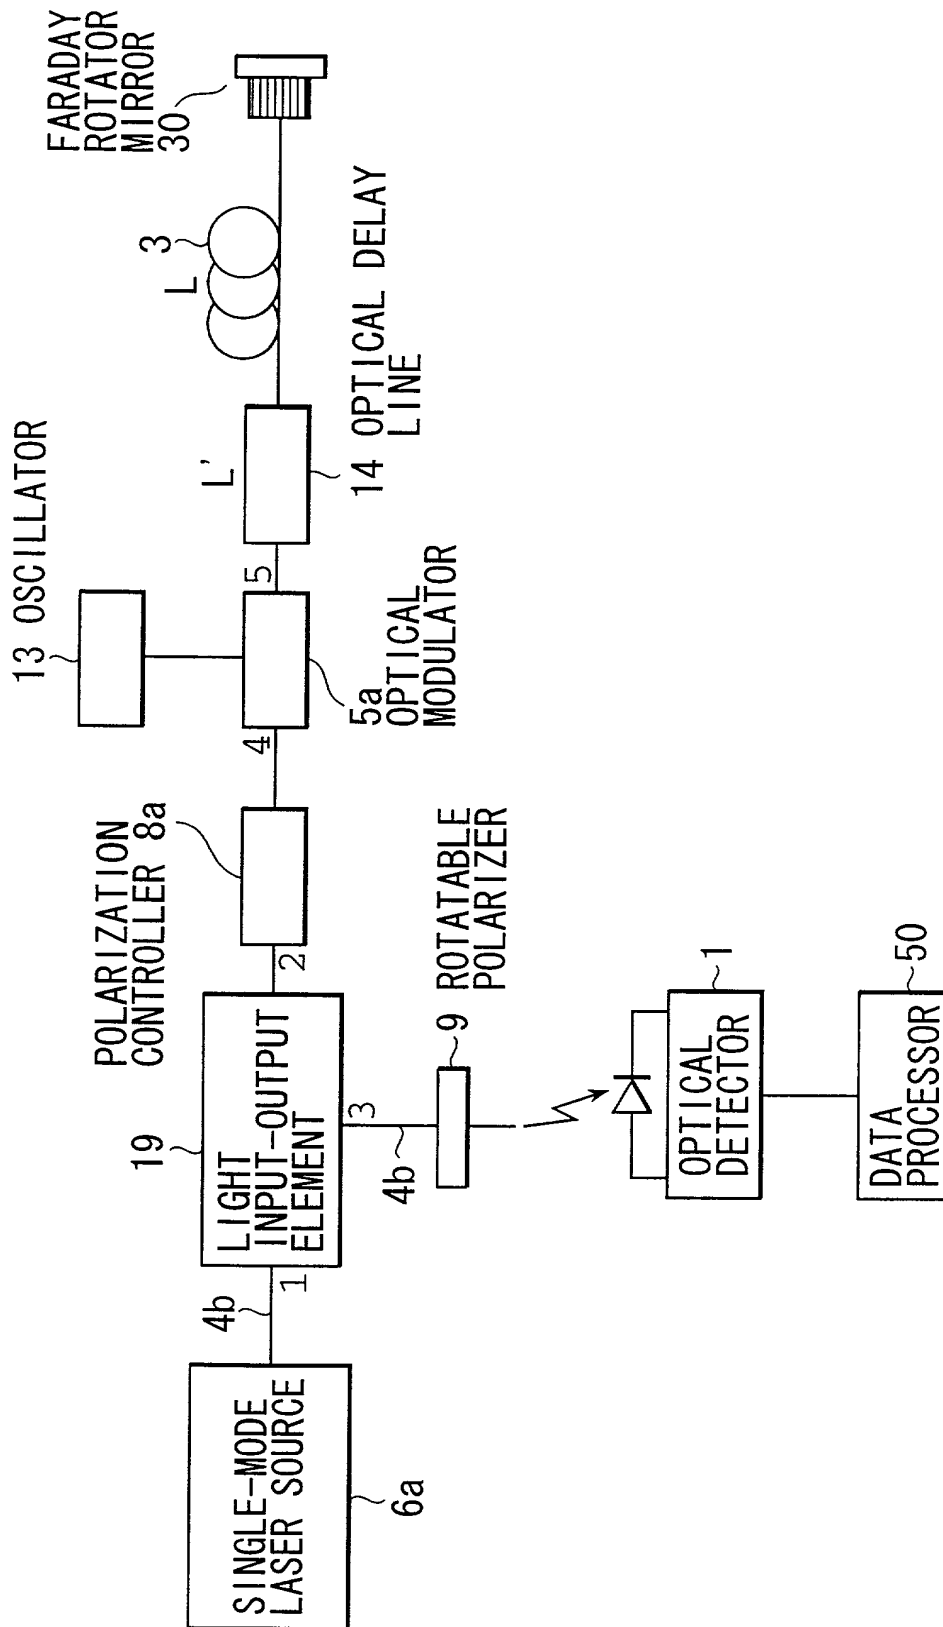 FARADAY
ROTATOR
MIRROR
30
3
L
L'
14 OPTICAL DELAY
LINE
13 OSCILLATOR
5
5a
OPTICAL
MODULATOR
4
POLARIZATION
CONTROLLER 8a
2
19
LIGHT
INPUT-OUTPUT
ELEMENT
3
4b
9 ROTATABLE
POLARIZER
1
OPTICAL
DETECTOR
50
DATA
PROCESSOR
1
4b
SINGLE-MODE
LASER SOURCE
6a